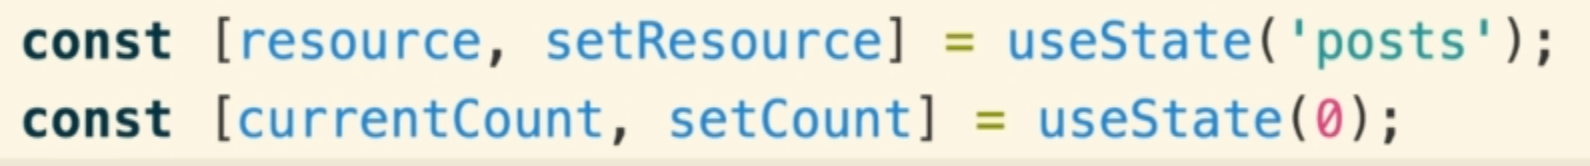 const [resource, setResource] = useState('posts');
const [currentCount, setCount] = useState(0);